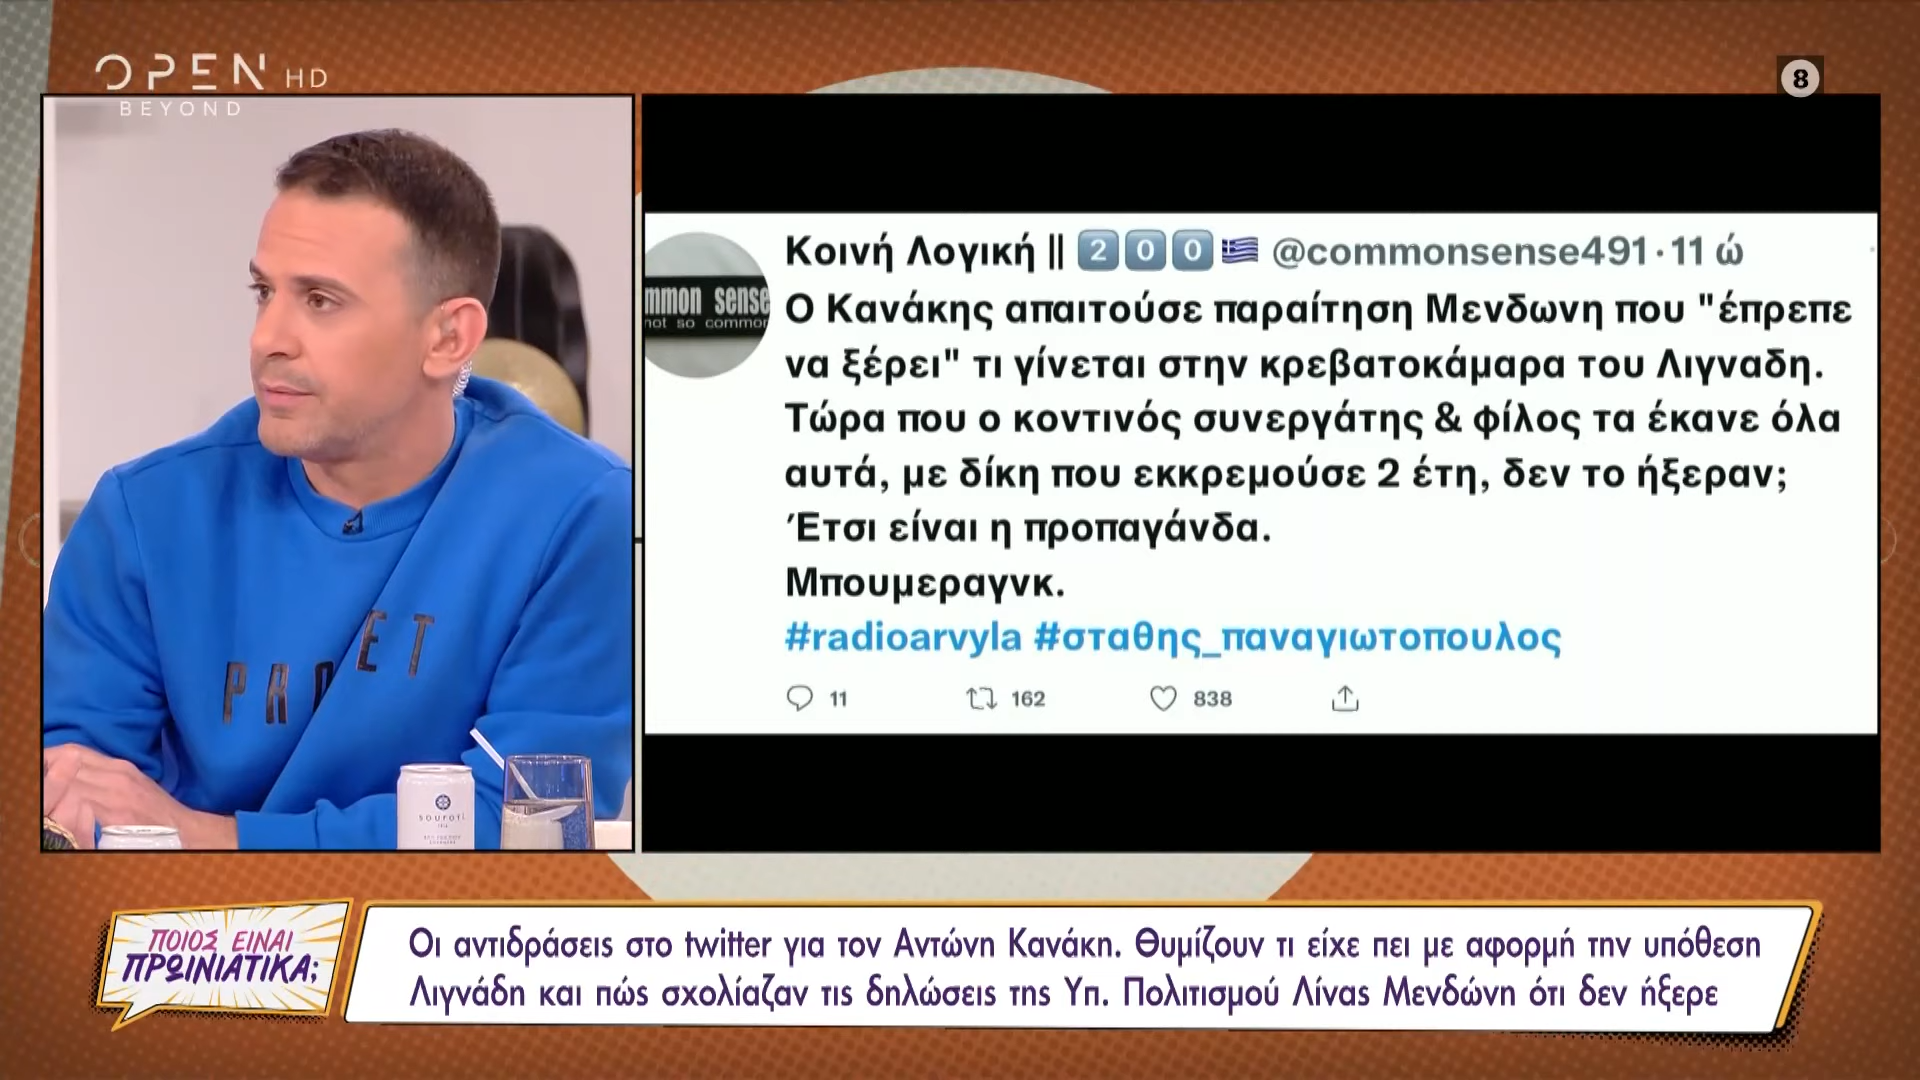 OPEN HD
BEYOND
8
Κοινή Λογική || 2 0 0 🇬🇷 @commonsense491 · 11 ώ
mmon sense
not so common
Ο Κανάκης απαιτούσε παραίτηση Μενδωνη που "έπρεπε
να ξέρει" τι γίνεται στην κρεβατοκάμαρα του Λιγναδη.
Τώρα που ο κοντινός συνεργάτης & φίλος τα έκανε όλα
αυτά, με δίκη που εκκρεμούσε 2 έτη, δεν το ήξεραν;
Έτσι είναι η προπαγάνδα.
Μπουμεραγνκ.
#radioarvyla #σταθης_παναγιωτοπουλος
11 162 838
souroti
ΠΟΙΟΣ ΕΙΝΑΙ
ΠΡΩΙΝΙΑΤΙΚΑ;
Οι αντιδράσεις στο twitter για τον Αντώνη Κανάκη. Θυμίζουν τι είχε πει με αφορμή την υπόθεση
Λιγνάδη και πώς σχολίαζαν τις δηλώσεις της Υπ. Πολιτισμού Λίνας Μενδώνη ότι δεν ήξερε